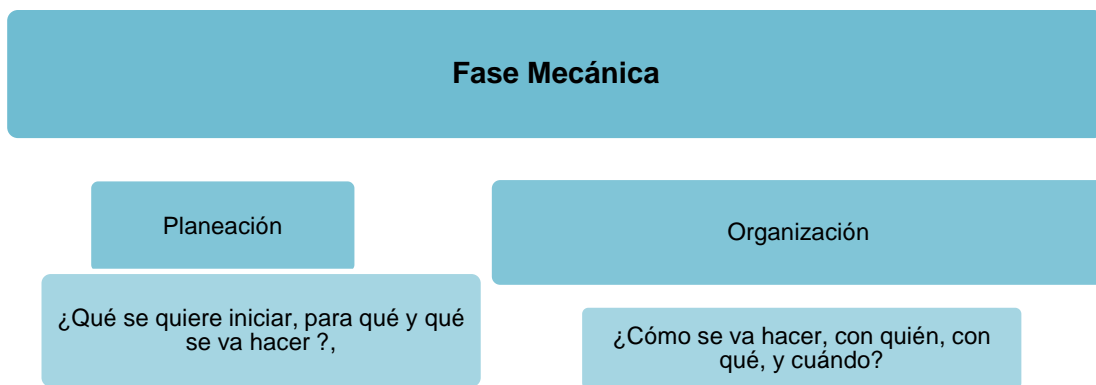 Fase Mecánica
Planeación
¿Qué se quiere iniciar, para qué y qué
se va hacer ?,
Organización
¿Cómo se va hacer, con quién, con
qué, y cuándo?